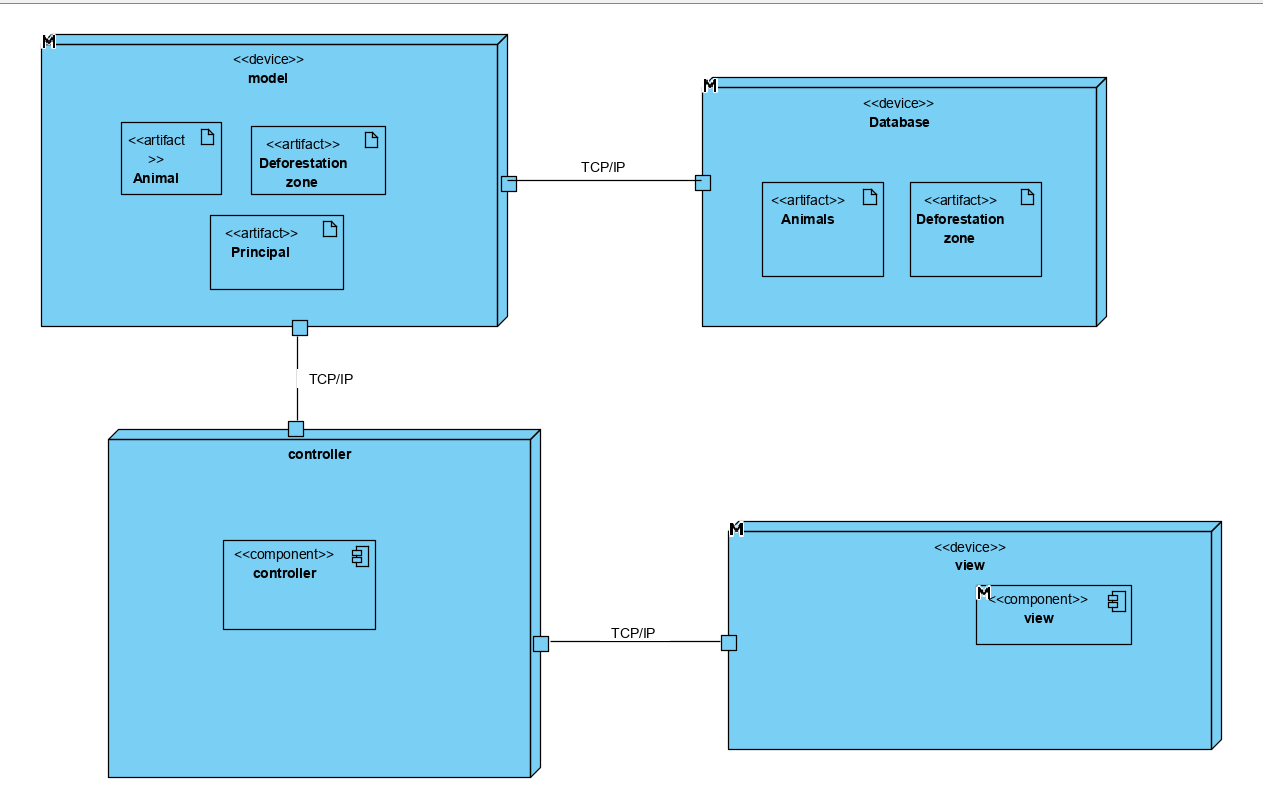 M
<<device>>
model
<<artifact
>>
Animal
<<artifact>>
Deforestation
zone
<<artifact>>
Principal
TCP/IP
M
<<device>>
Database
<<artifact>>
Animals
<<artifact>>
Deforestation
zone
TCP/IP
controller
<<component>>
controller
TCP/IP
M
<<device>>
view
M
<<component>>
view